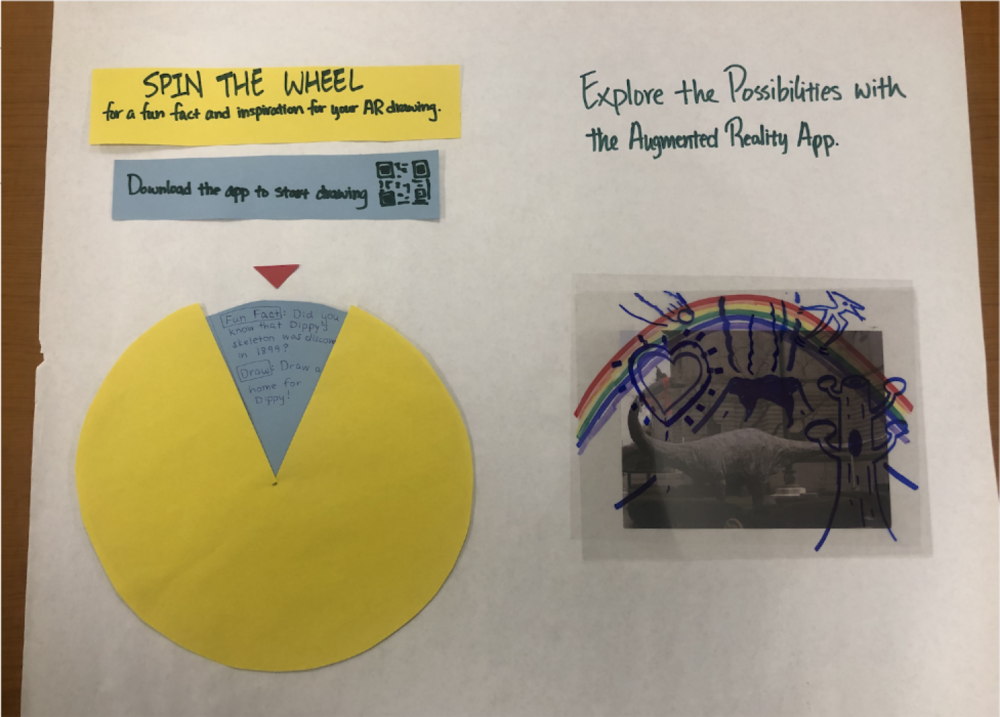 SPIN THE WHEEL
for a fun fact and inspiration for your AR drawing.
Download the app to start drawing
Explore the Possibilities with
the Augmented Reality App.
Fun Fact: Did you
know that Dippy's
skeleton was discov
in 1899?
Draw: Draw a
home for
Dippy!